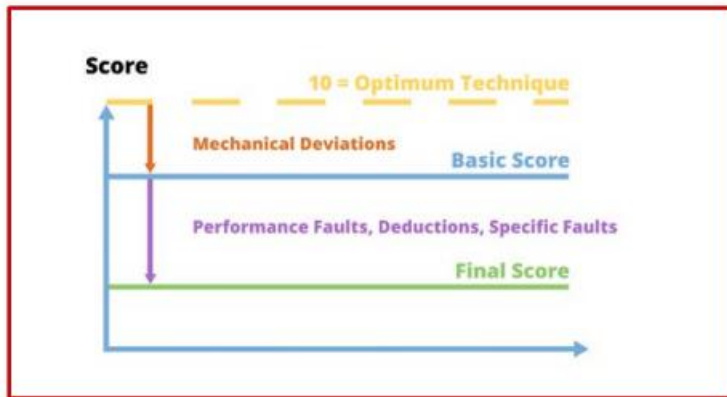 Score
10 = Optimum Technique
Mechanical Deviations
Basic Score
Performance Faults, Deductions, Specific Faults
Final Score